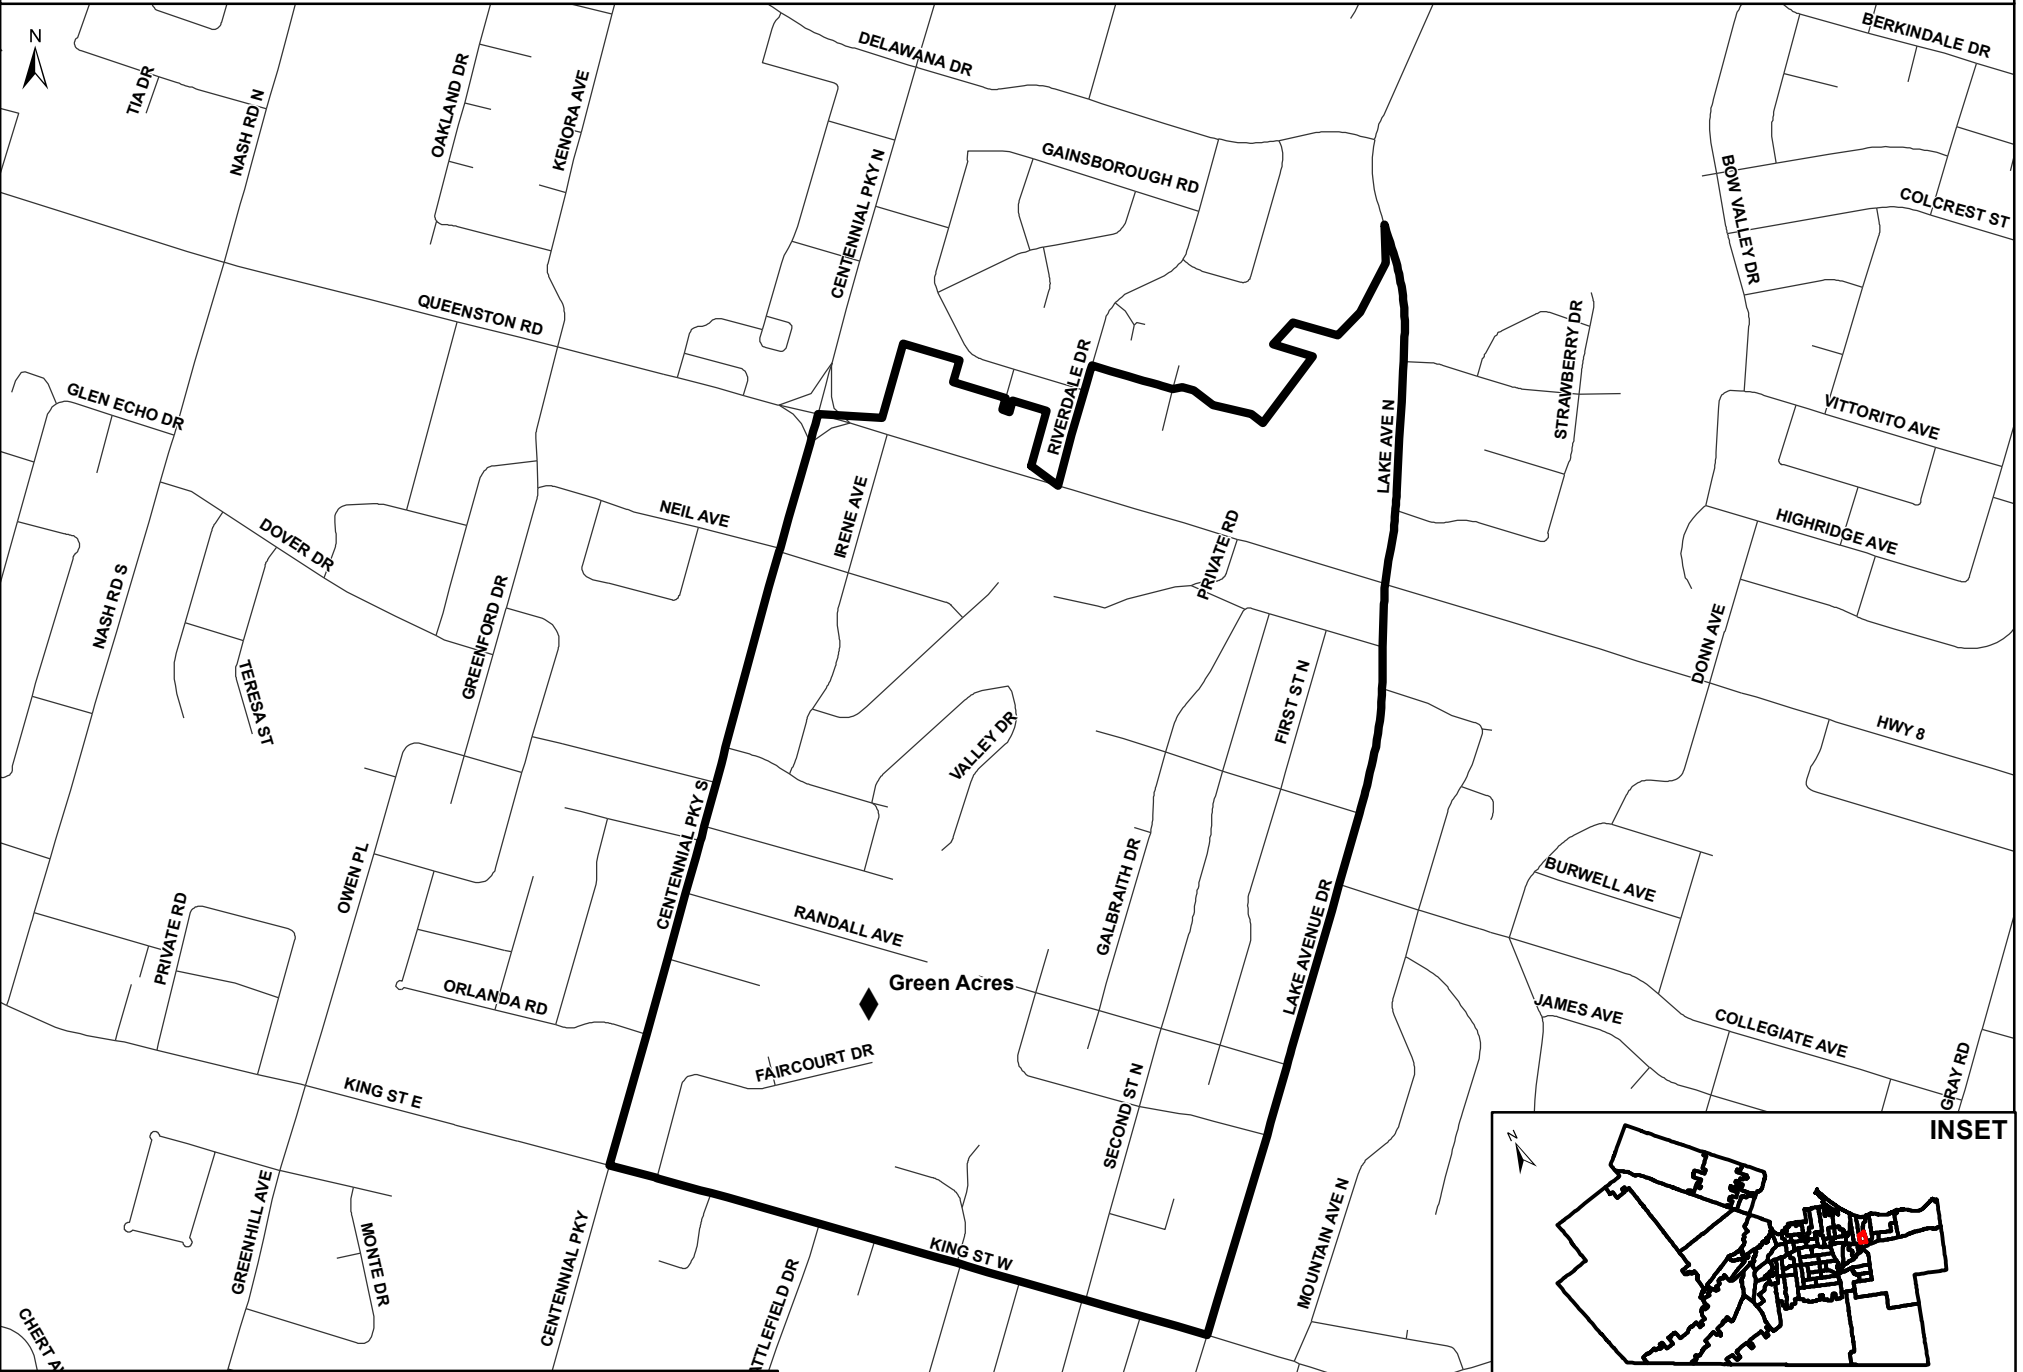 N
BERKINDALE DR
DELAWANA DR
TIA DR
OAKLAND DR
KENORA AVE
NASH RD N
GAINSBOROUGH RD
CENTENNIAL PKY N
BOW VALLEY DR
COLCREST ST
QUEENSTON RD
STRAWBERRY DR
GLEN ECHO DR
RIVERDALE DR
LAKE AVE N
VITTORITO AVE
NEIL AVE
IRENE AVE
PRIVATE RD
HIGHRIDGE AVE
DOVER DR
NASH RD S
GREENFORD DR
TERESA ST
DONN AVE
FIRST ST N
HWY 8
VALLEY DR
CENTENNIAL PKY S
OWEN PL
GALBRAITH DR
BURWELL AVE
PRIVATE RD
RANDALL AVE
LAKE AVENUE DR
Green Acres
ORLANDA RD
JAMES AVE
COLLEGIATE AVE
FAIRCOURT DR
GRAY RD
KING ST E
SECOND ST N
INSET
N
GREENHILL AVE
MONTE DR
CENTENNIAL PKY
KING ST W
MOUNTAIN AVE N
ATTLEFIELD DR
CHERT A